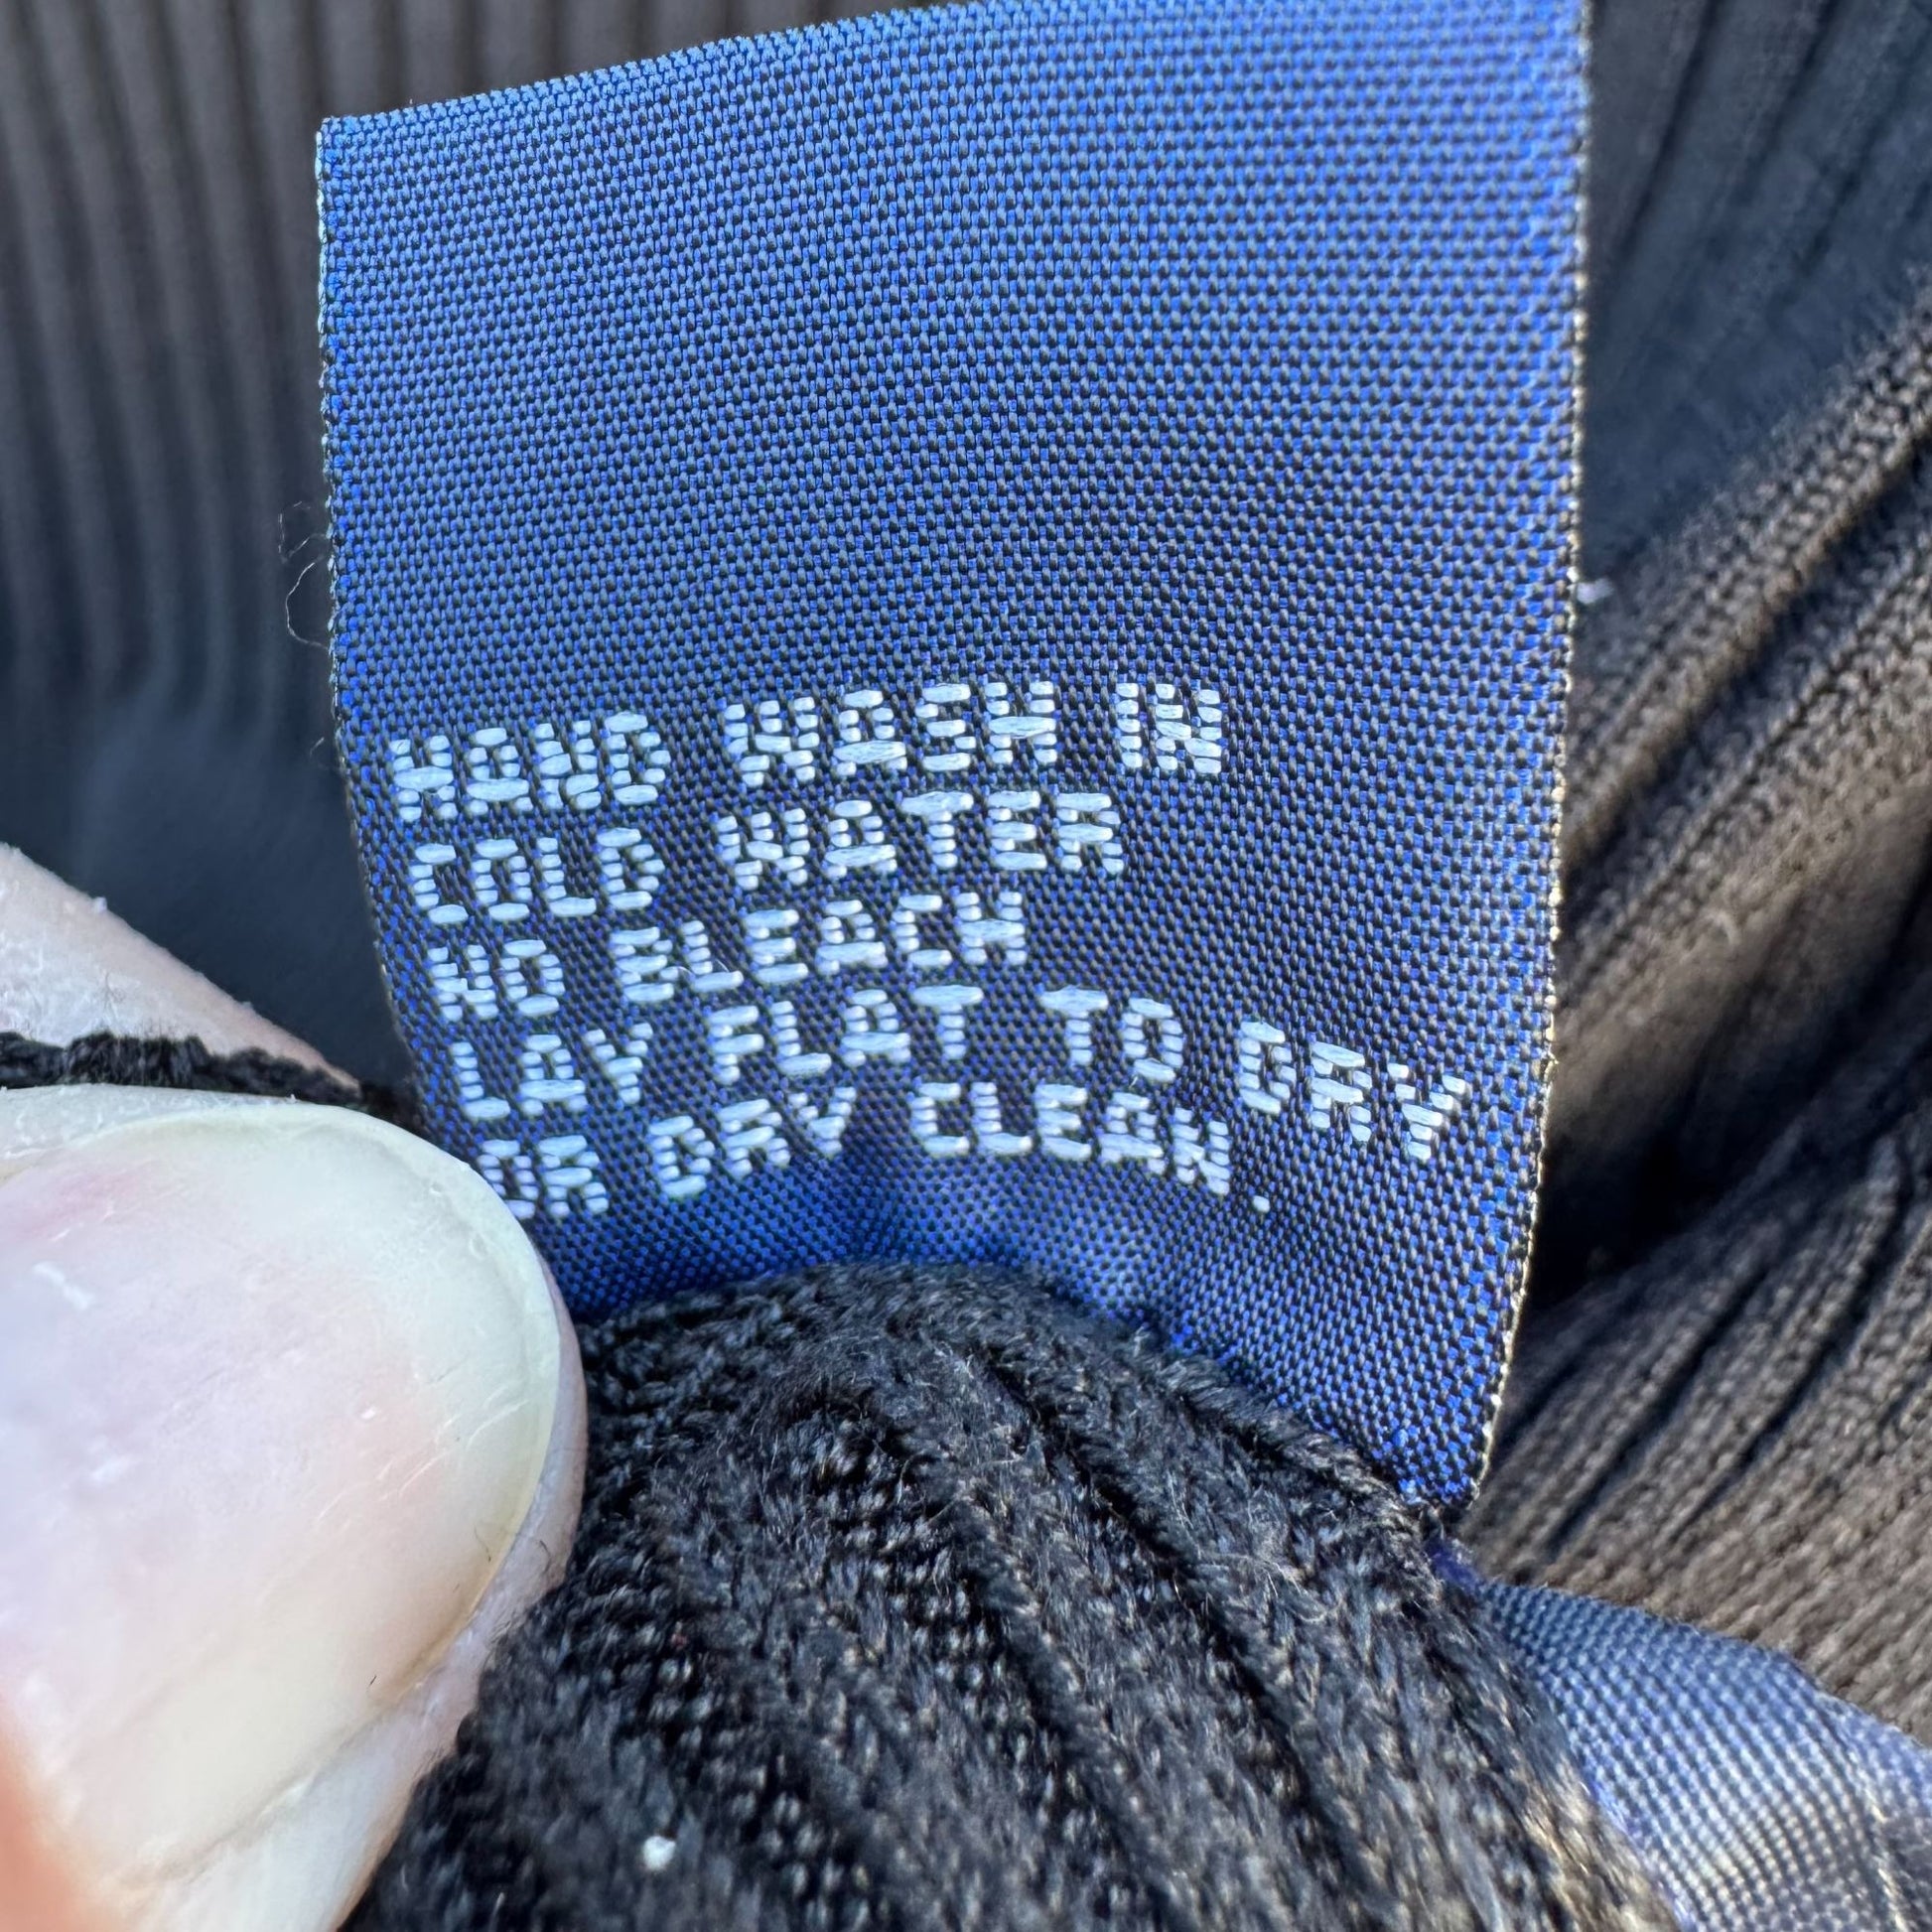 HAND WASH IN
COLD WATER
NO BLEACH
LAY FLAT TO DRY
OR DRY CLEAN.